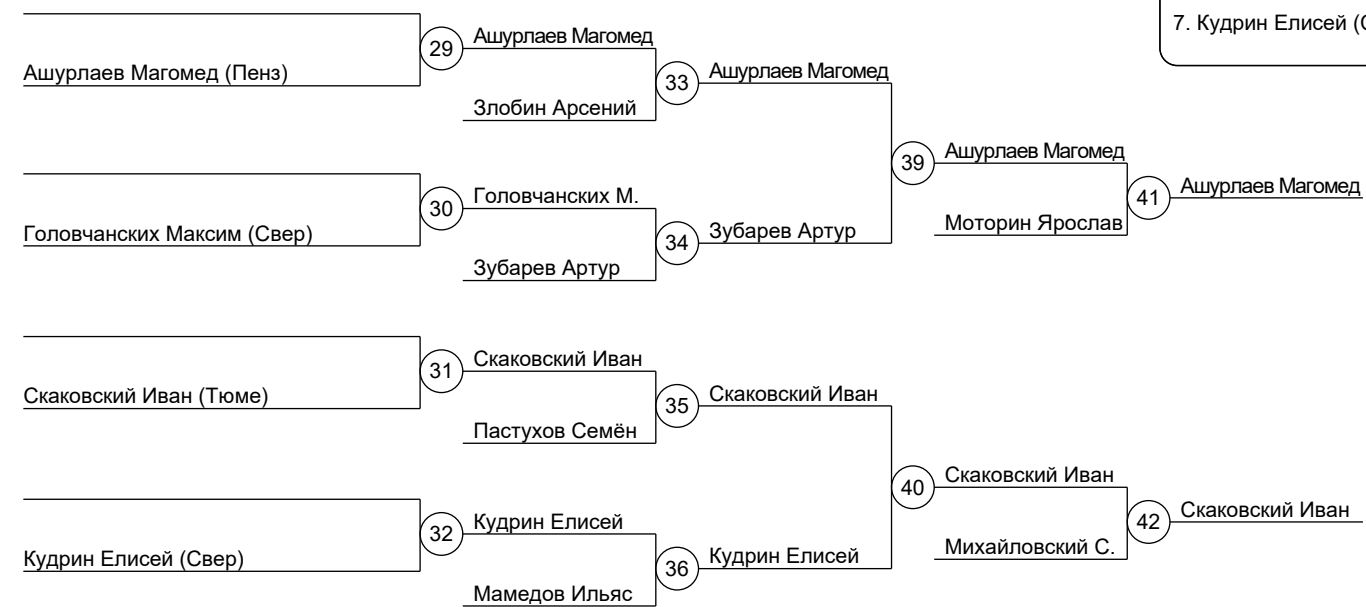 7. Кудрин Елисей (С
29
Ашурлаев Магомед
Ашурлаев Магомед (Пенз)
33
Ашурлаев Магомед
Злобин Арсений
39
Ашурлаев Магомед
30
Головчанских М.
41
Ашурлаев Магомед
Головчанских Максим (Свер)
34
Зубарев Артур
Моторин Ярослав
Зубарев Артур
31
Скаковский Иван
Скаковский Иван (Тюме)
35
Скаковский Иван
Пастухов Семён
40
Скаковский Иван
32
Кудрин Елисей
42
Скаковский Иван
Кудрин Елисей (Свер)
36
Кудрин Елисей
Михайловский С.
Мамедов Ильяс